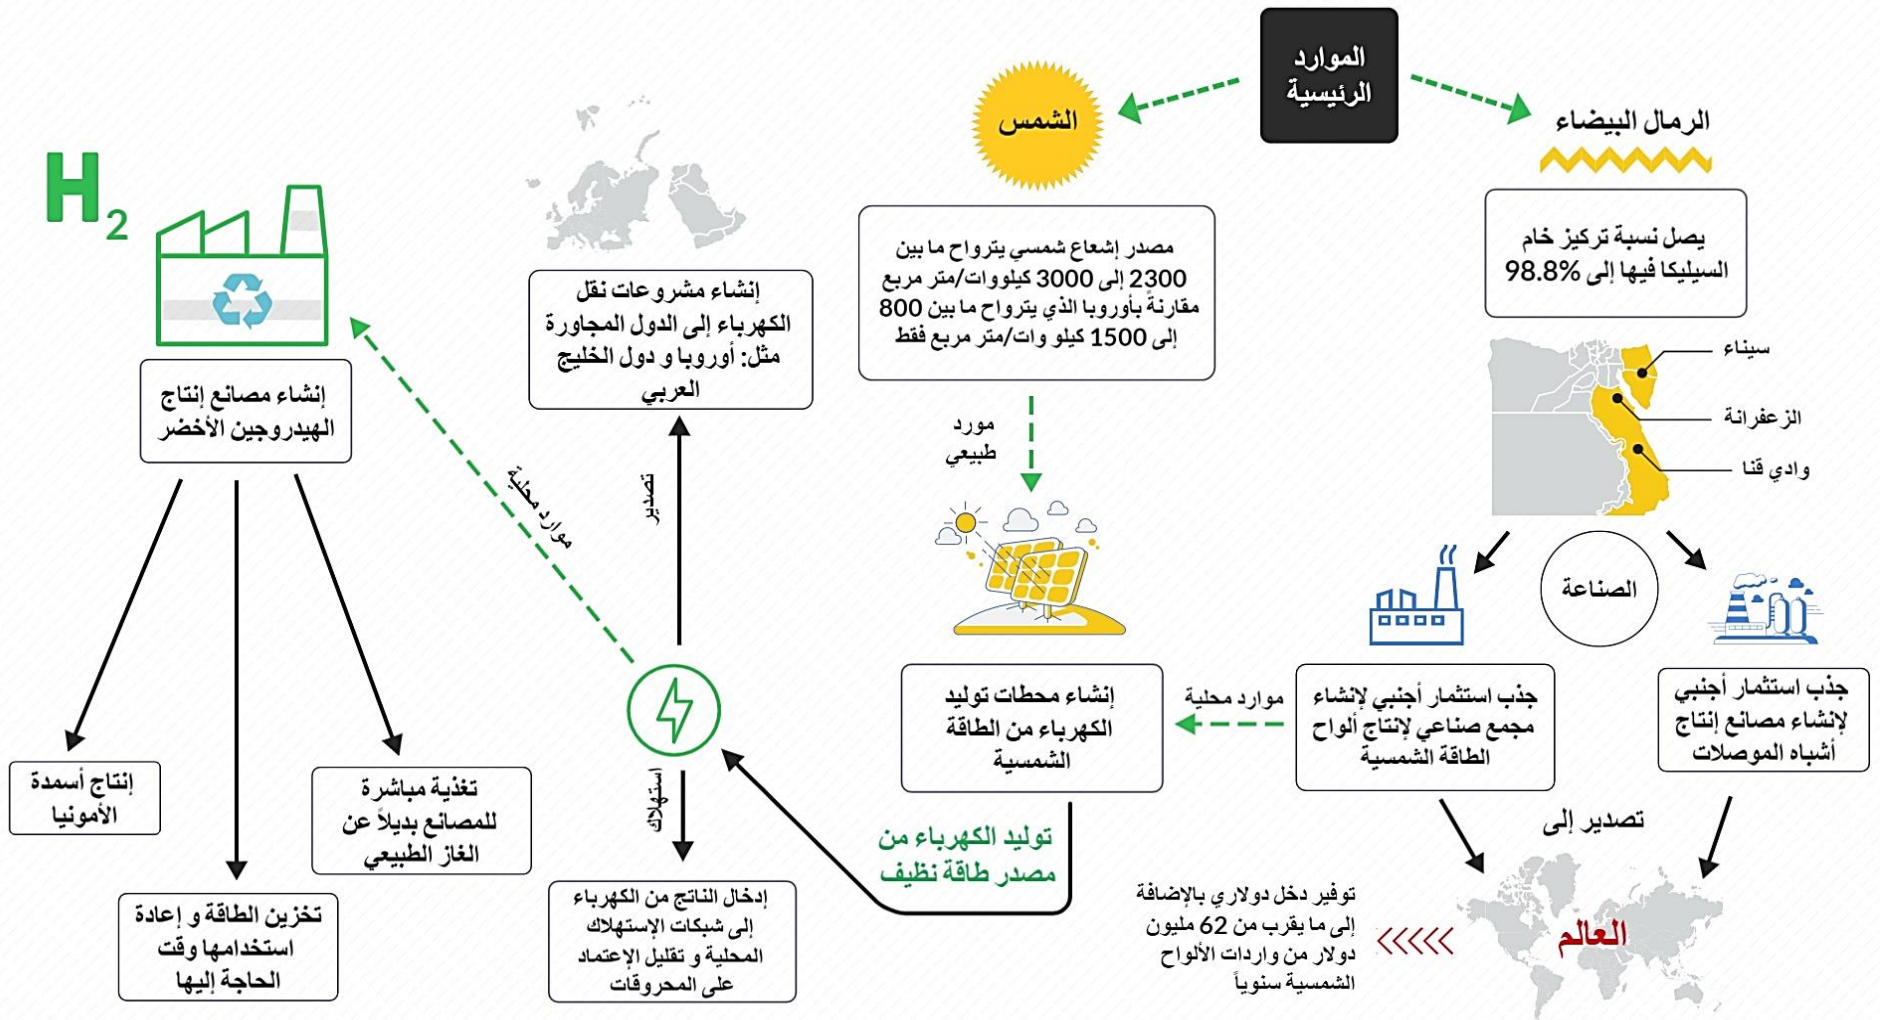 الموارد
الرئيسية
الرمال البيضاء
يصل نسبة تركيز خام
السيليكا فيها إلى 98.8%
سيناء
الزعفرانة
وادي قنا
الصناعة
جذب استثمار أجنبي
لإنشاء مصانع إنتاج
أشباه الموصلات
جذب استثمار أجنبي لإنشاء
مجمع صناعي لإنتاج ألواح
الطاقة الشمسية
تصدير إلى
العالم
توفير دخل دولاري بالإضافة
إلى ما يقرب من 62 مليون
دولار من واردات الألواح
الشمسية سنوياً
موارد محلية
الشمس
مصدر إشعاع شمسي يترواح ما بين
2300 إلى 3000 كيلووات/متر مربع
مقارنةً بأوروبا الذي يترواح ما بين 800
إلى 1500 كيلو وات/متر مربع فقط
مورد
طبيعي
إنشاء محطات توليد
الكهرباء من الطاقة
الشمسية
توليد الكهرباء من
مصدر طاقة نظيف
تصدير
إنشاء مشروعات نقل
الكهرباء إلى الدول المجاورة
مثل: أوروبا و دول الخليج
العربي
استهلاك
إدخال الناتج من الكهرباء
إلى شبكات الإستهلاك
المحلية و تقليل الإعتماد
على المحروقات
موارد محلية
H2
إنشاء مصانع إنتاج
الهيدروجين الأخضر
تغذية مباشرة
للمصانع بديلاً عن
الغاز الطبيعي
تخزين الطاقة و إعادة
استخدامها وقت
الحاجة إليها
إنتاج أسمدة
الأمونيا